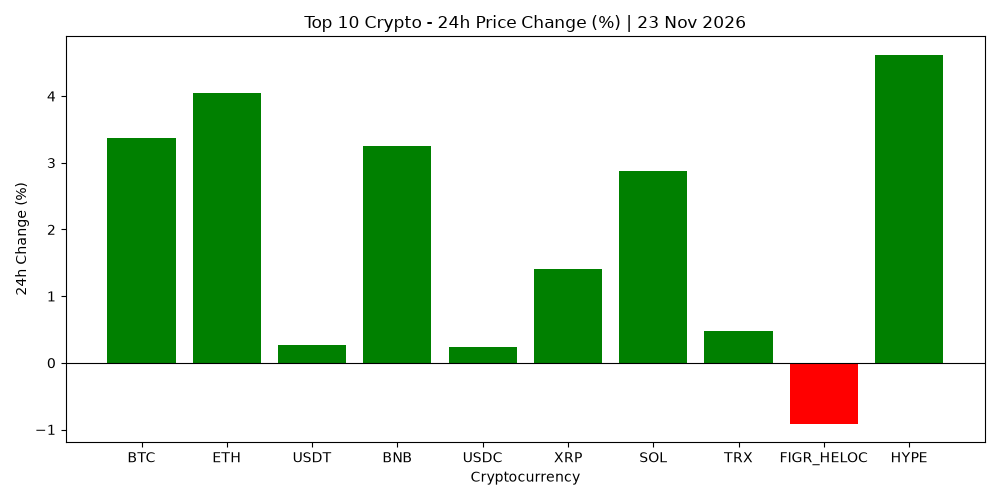 Top 10 Crypto - 24h Price Change (%) | 23 Nov 2026
24h Change (%)
4
3
2
1
0
−1
BTC ETH USDT BNB USDC XRP SOL TRX FIGR_HELOC HYPE
Cryptocurrency